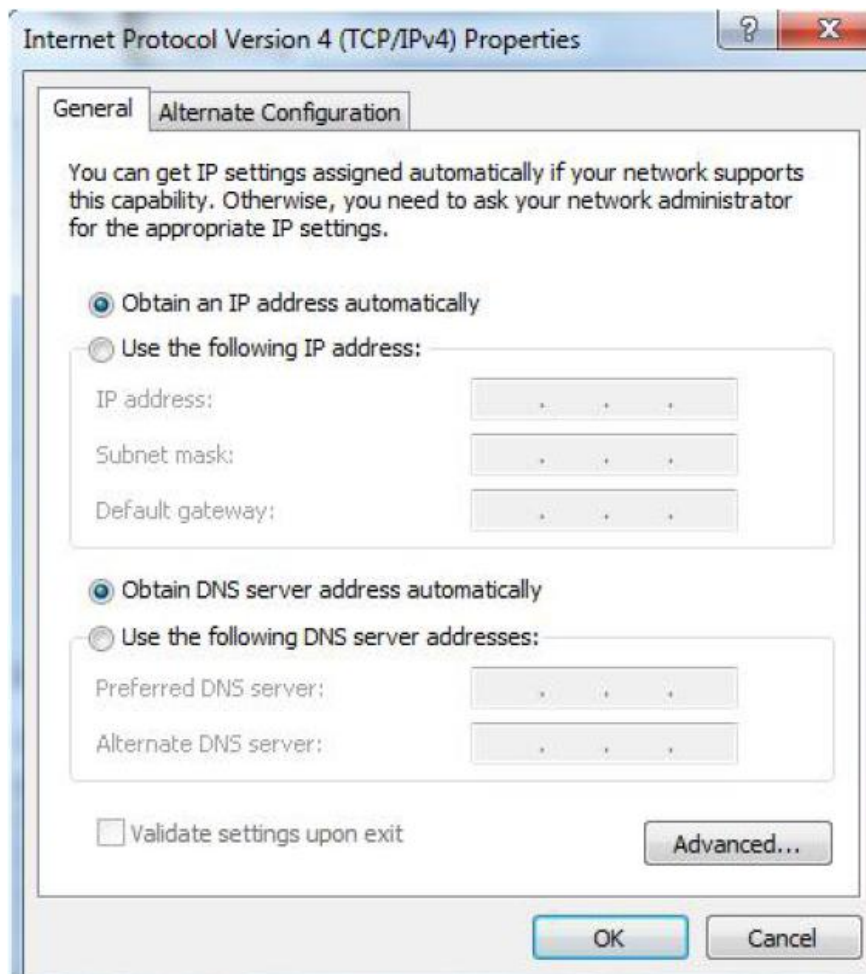 Internet Protocol Version 4 (TCP/IPv4) Properties
?
General
Alternate Configuration
You can get IP settings assigned automatically if your network supports
this capability. Otherwise, you need to ask your network administrator
for the appropriate IP settings.
Obtain an IP address automatically
Use the following IP address:
IP address:
Subnet mask:
Default gateway:
Obtain DNS server address automatically
Use the following DNS server addresses:
Preferred DNS server:
Alternate DNS server:
Validate settings upon exit
Advanced...
OK
Cancel